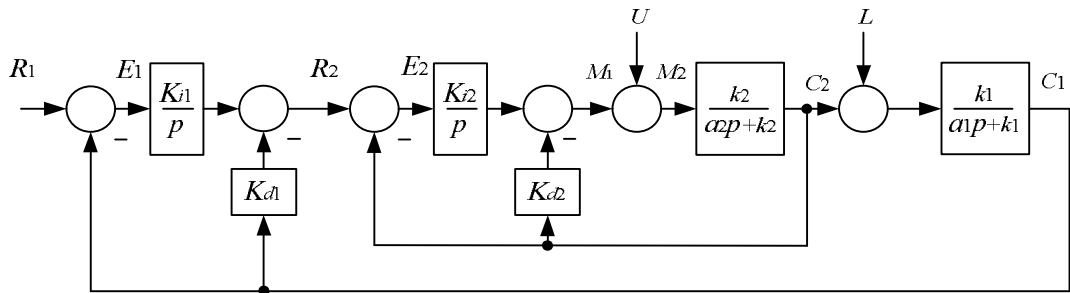 U
L
R1
E1
Ki1
p
R2
E2
Ki2
p
M1
M2
k2
a2p+k2
C2
k1
a1p+k1
C1
−
−
−
−
Kd1
Kd2